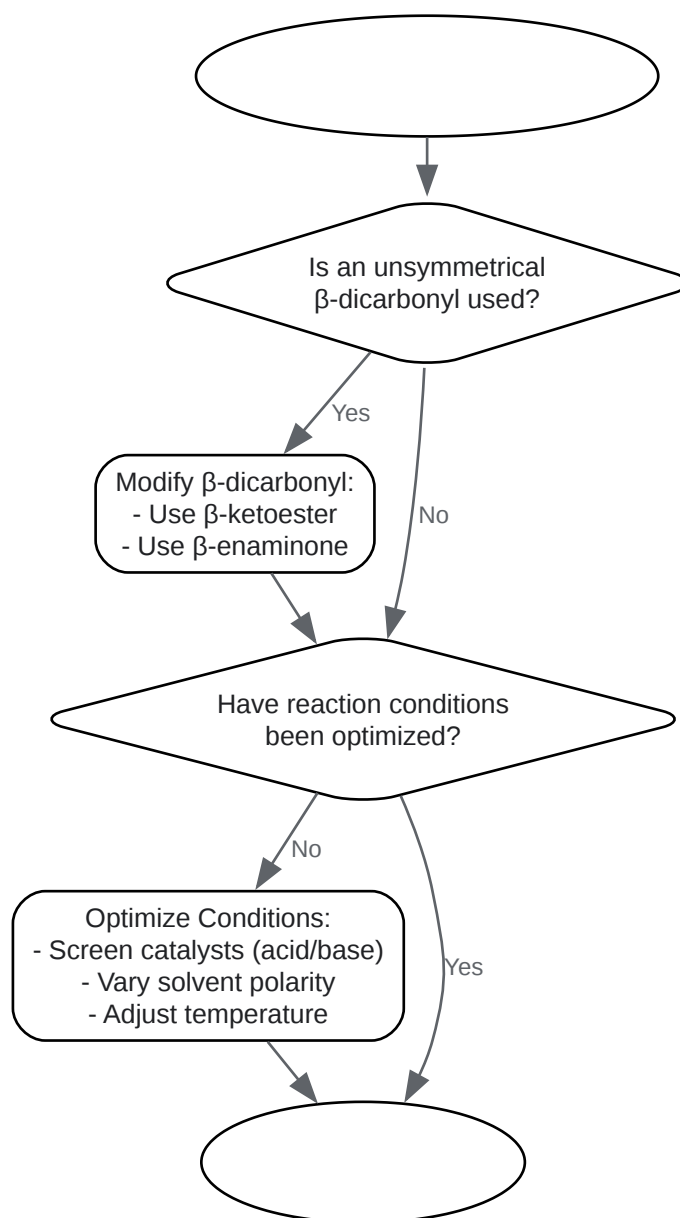 Is an unsymmetrical
β-dicarbonyl used?
Yes
Modify β-dicarbonyl:
- Use β-ketoester
- Use β-enaminone
No
Have reaction conditions
been optimized?
No
Optimize Conditions:
- Screen catalysts (acid/base)
- Vary solvent polarity
- Adjust temperature
Yes